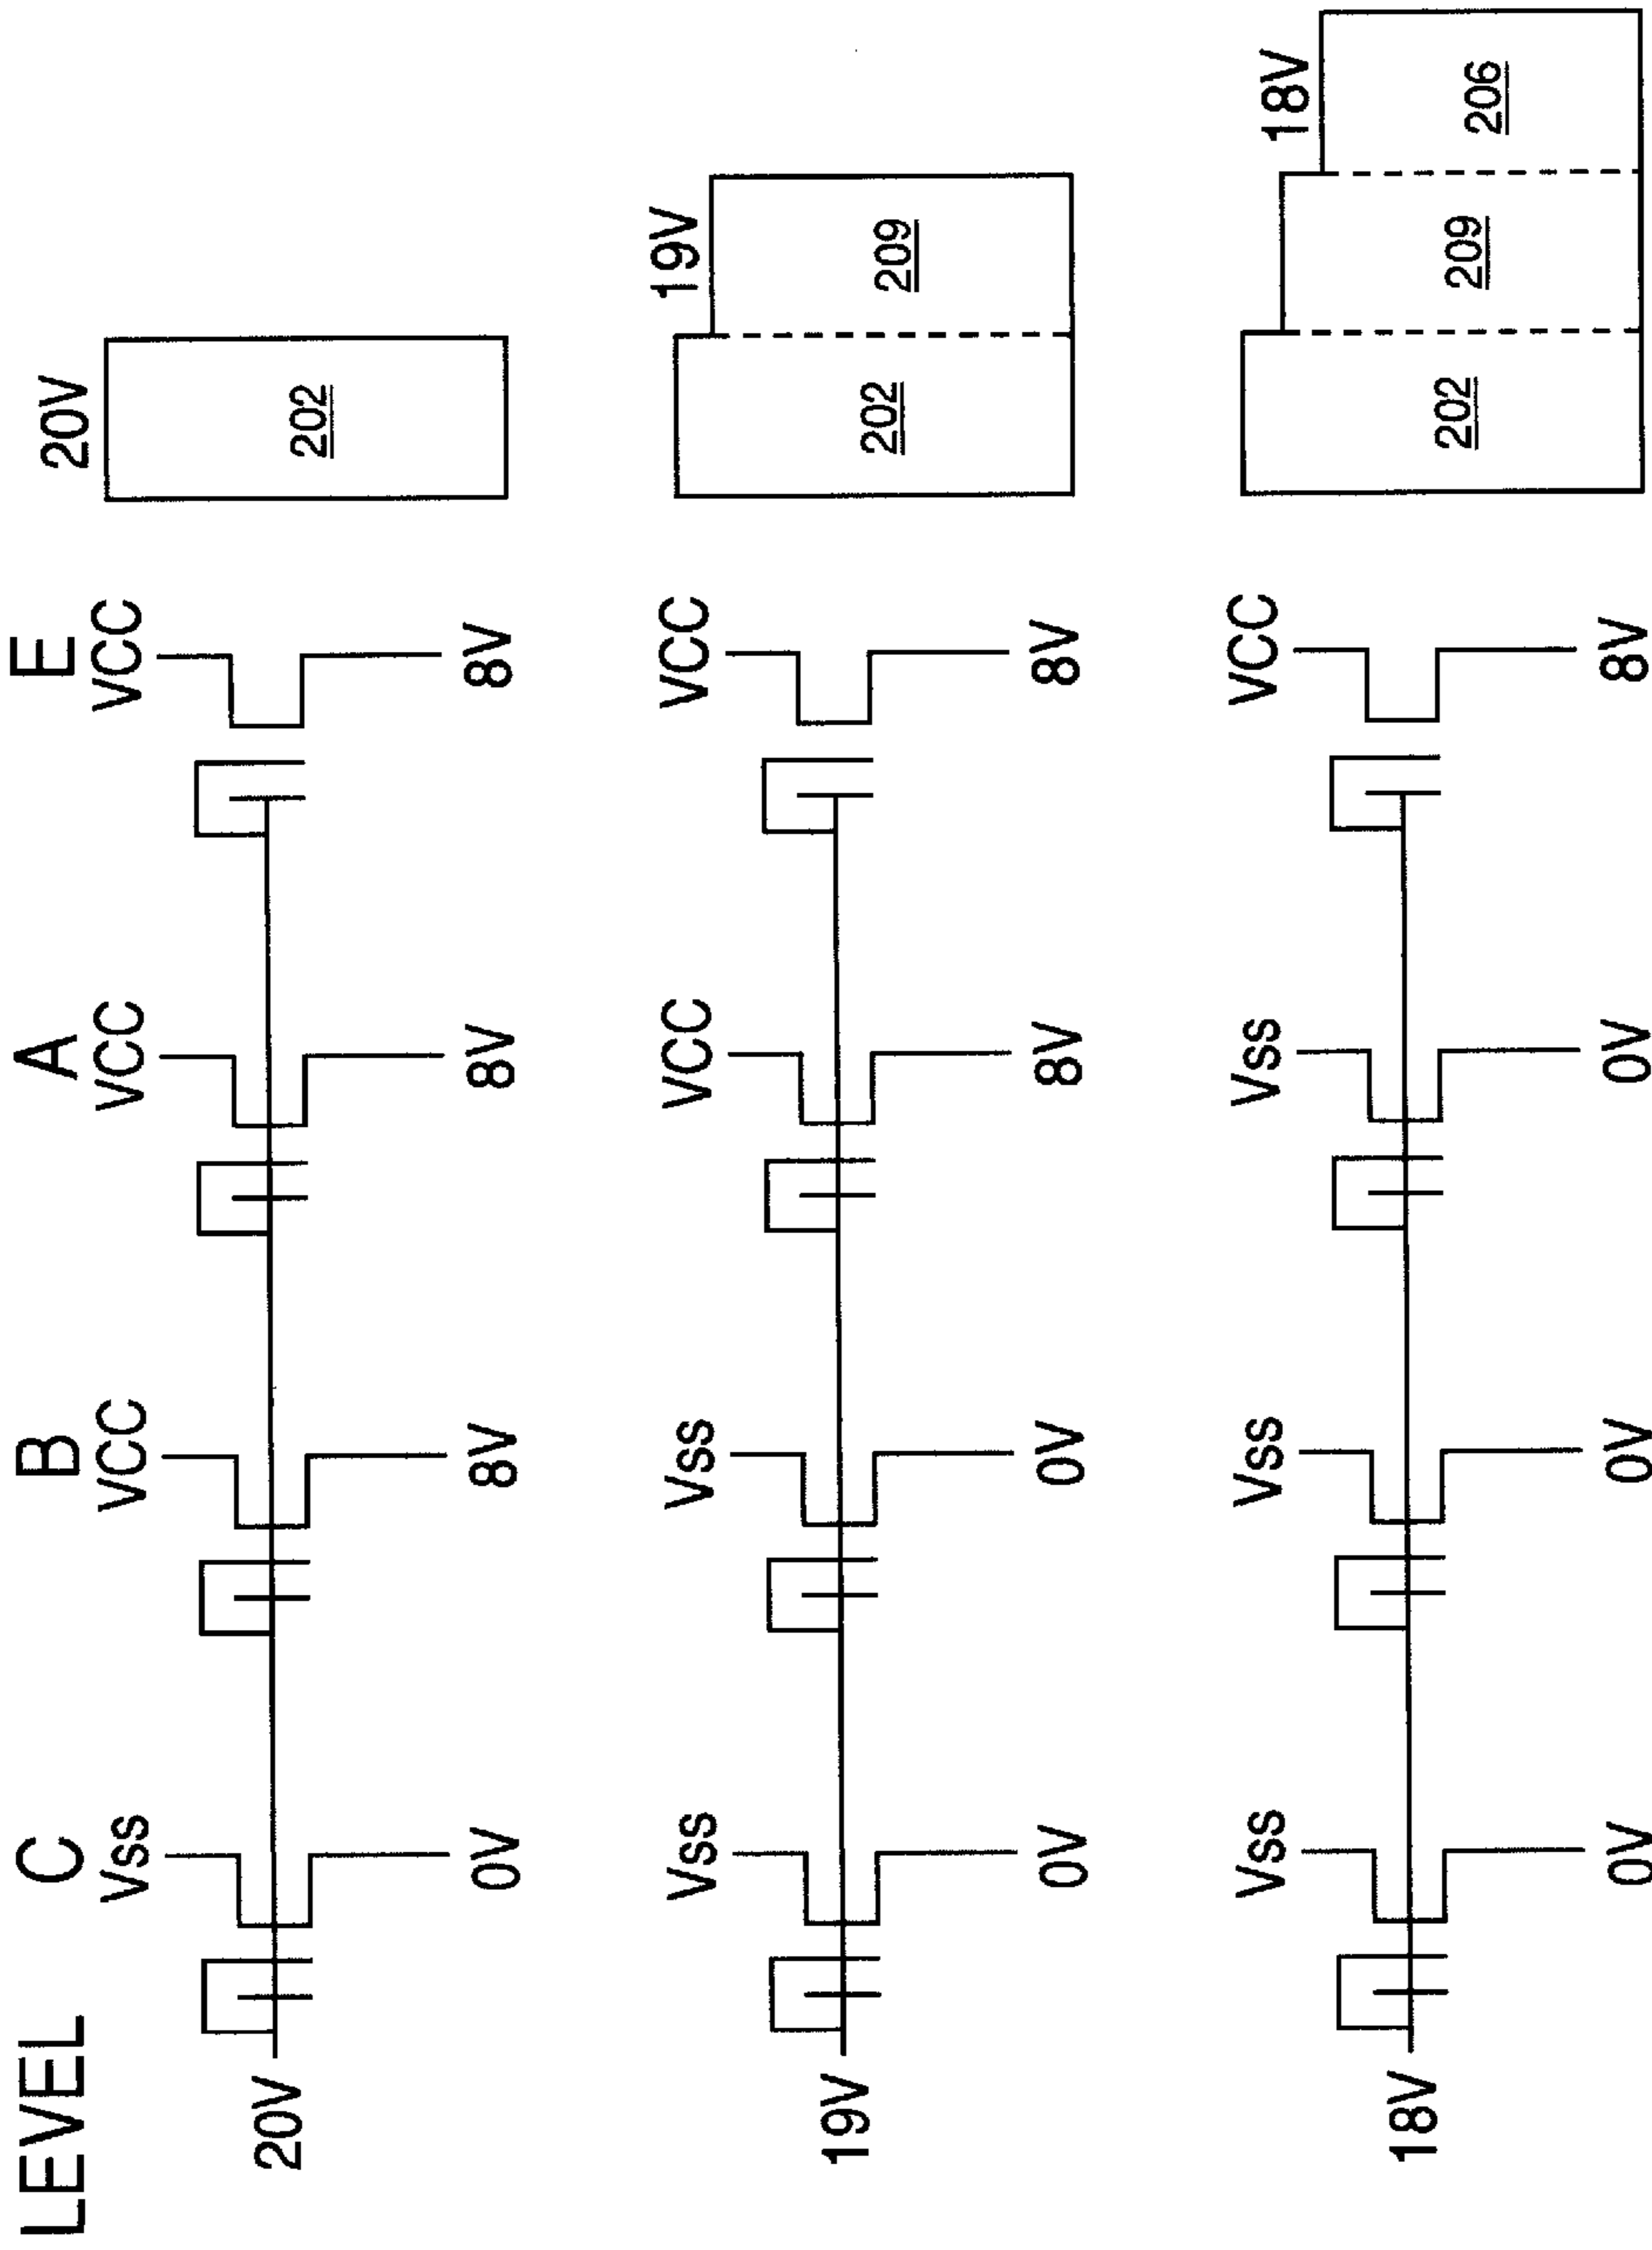 LEVEL C B A E
Vss VCC VCC VCC 20V
20V 202
0V 8V 8V 8V
Vss Vss VCC VCC 19V
19V 202 209
0V 0V 8V 8V
Vss Vss Vss VCC 18V
18V 202 209 206
0V 0V 0V 8V